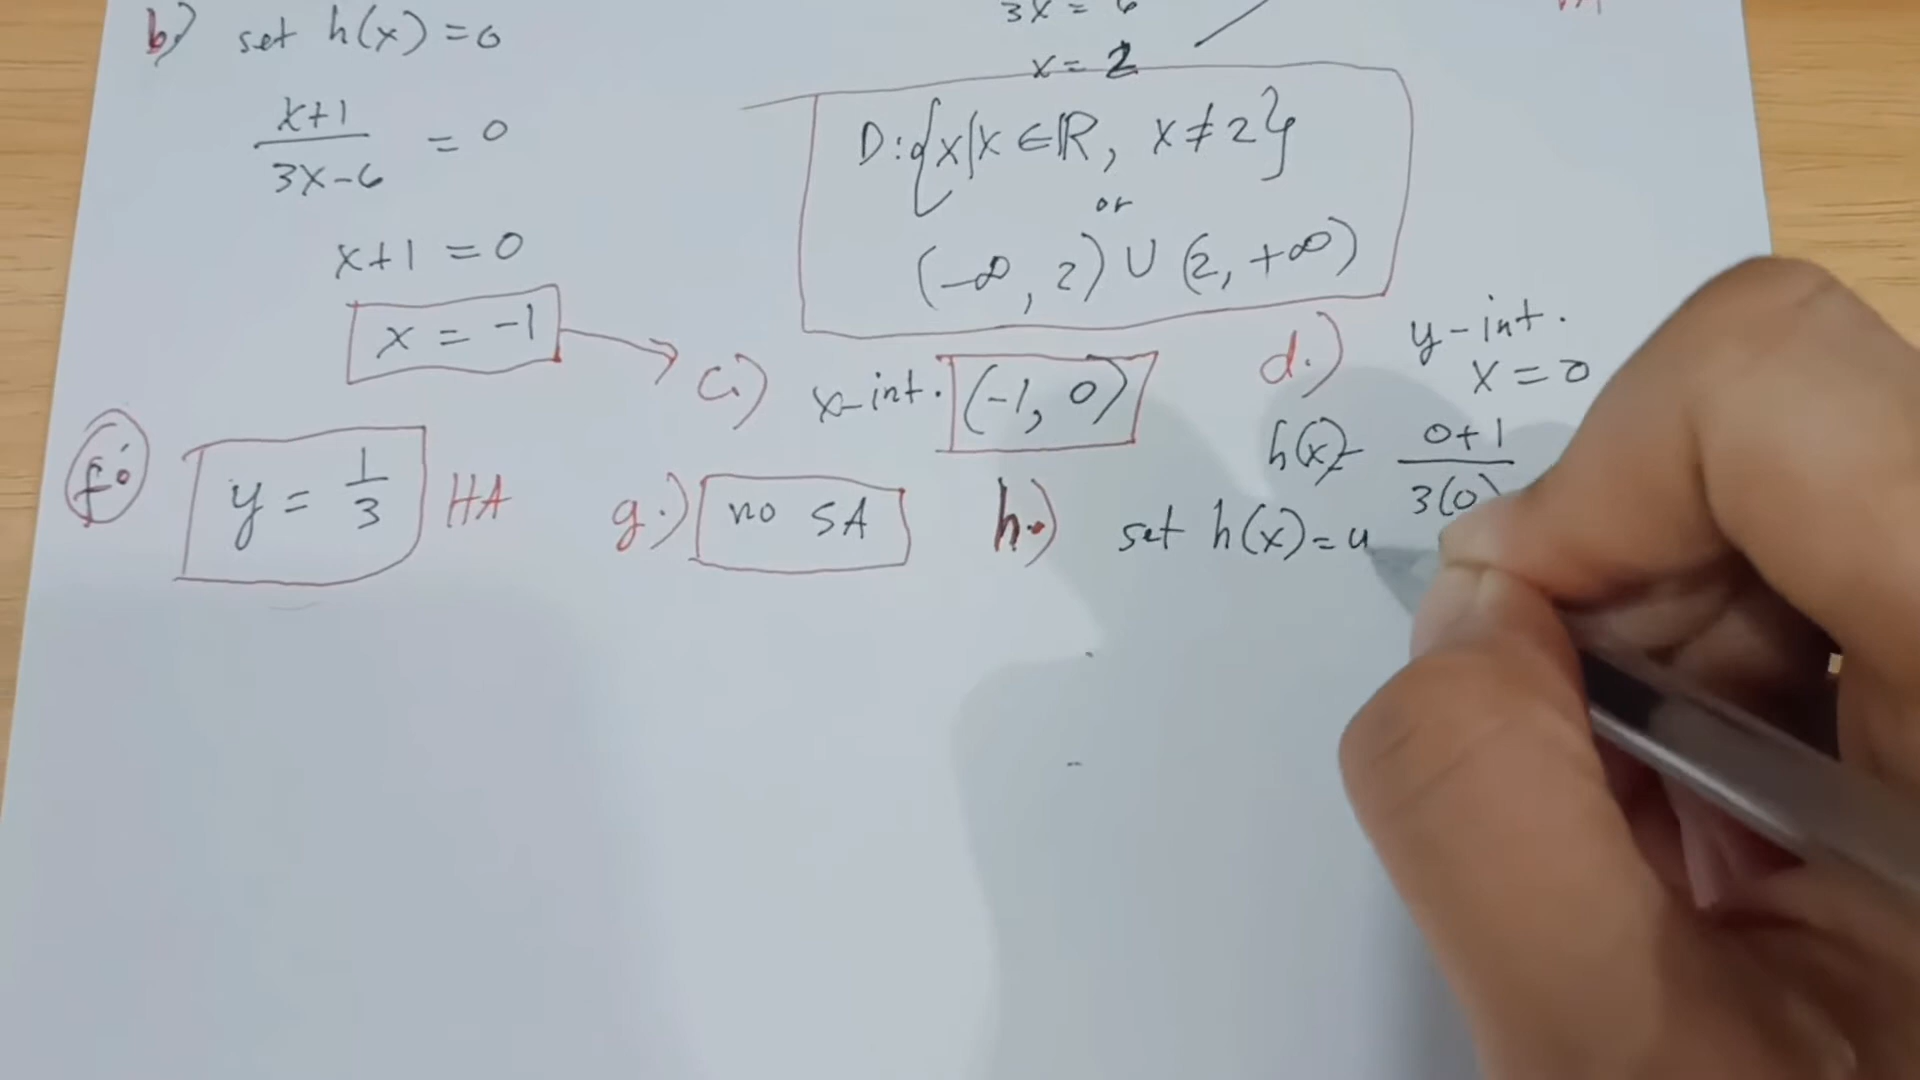 b.) set h(x) = 0
x+1
3x-6
= 0
x+1 = 0
x = -1
x = 2
D:{x|x ∈ ℝ, x ≠ 2}
or
(-∞, 2) ∪ (2, +∞)
c.) x-int. (-1, 0)
d.) y-int.
x = 0
h(x)=
0+1
3(0)
f.
y = 1/3 HA
g.) no SA
h.) set h(x) =